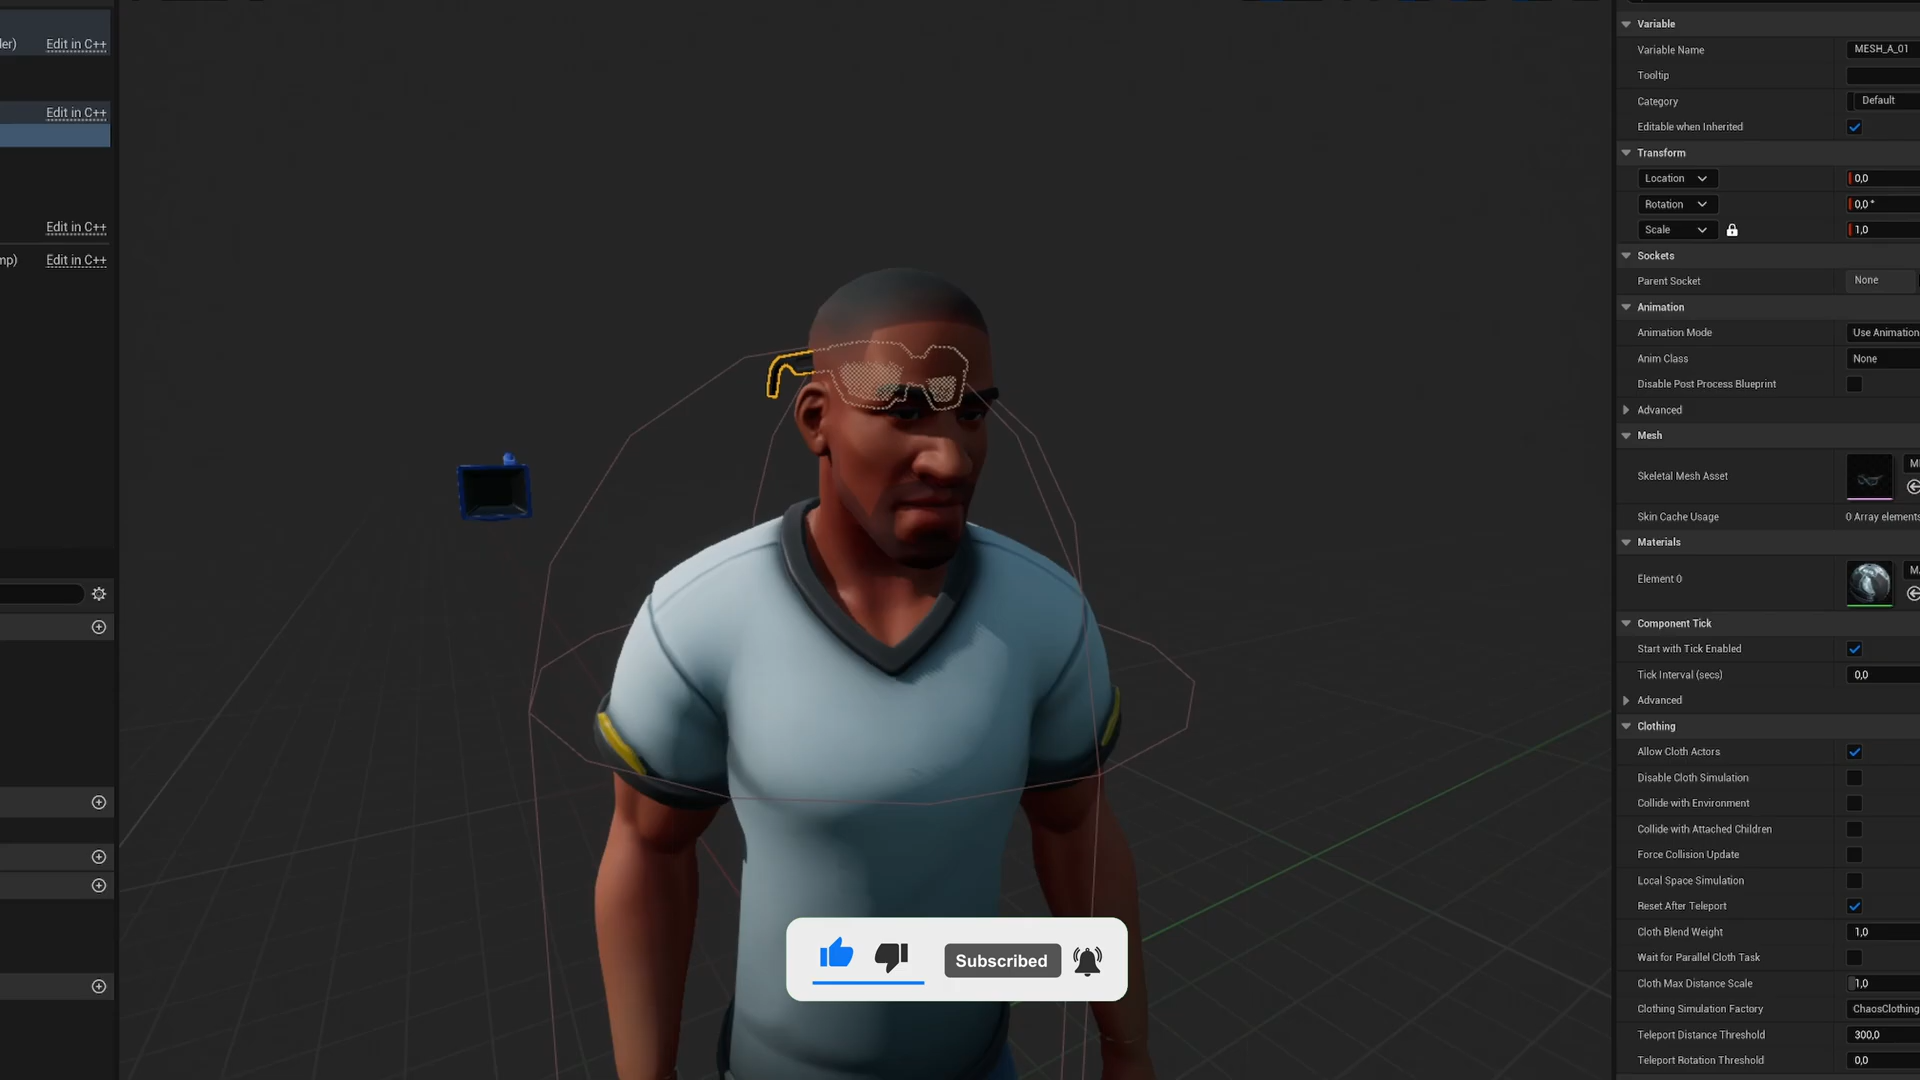 ler) Edit in C++
Edit in C++
Edit in C++
mp) Edit in C++
Variable
Variable Name MESH_A_01
Tooltip
Category Default
Editable when Inherited
Transform
Location 0,0
Rotation 0,0 °
Scale 1,0
Sockets
Parent Socket None
Animation
Animation Mode Use Animation
Anim Class None
Disable Post Process Blueprint
Advanced
Mesh
Skeletal Mesh Asset
Skin Cache Usage 0 Array elements
Materials
Element 0
Component Tick
Start with Tick Enabled
Tick Interval (secs) 0,0
Advanced
Clothing
Allow Cloth Actors
Disable Cloth Simulation
Collide with Environment
Collide with Attached Children
Force Collision Update
Local Space Simulation
Reset After Teleport
Cloth Blend Weight 1,0
Wait for Parallel Cloth Task
Cloth Max Distance Scale 1,0
Clothing Simulation Factory ChaosClothing
Teleport Distance Threshold 300,0
Teleport Rotation Threshold 0,0
Subscribed